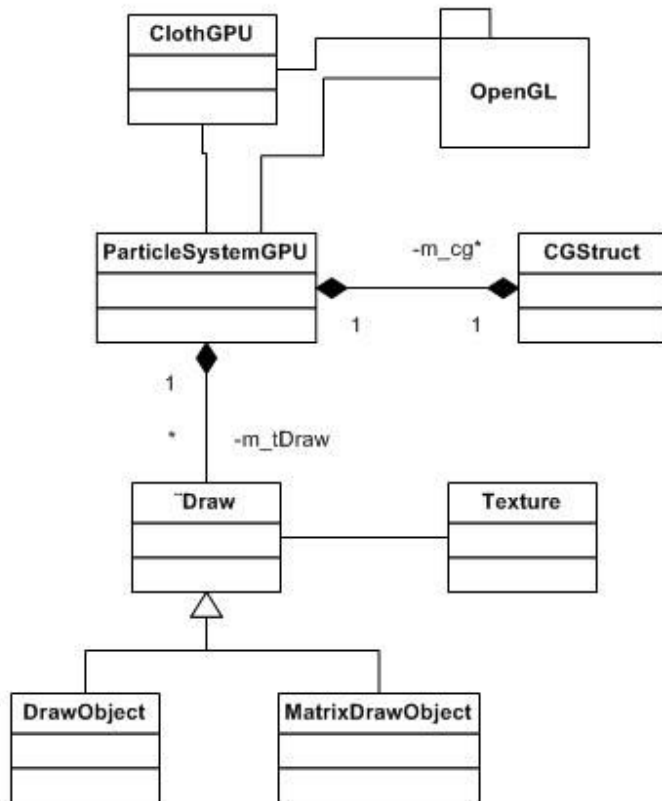 ClothGPU
OpenGL
ParticleSystemGPU
-m_cg*
CGStruct
1
1
1
*
-m_tDraw
¨Draw
Texture
DrawObject
MatrixDrawObject